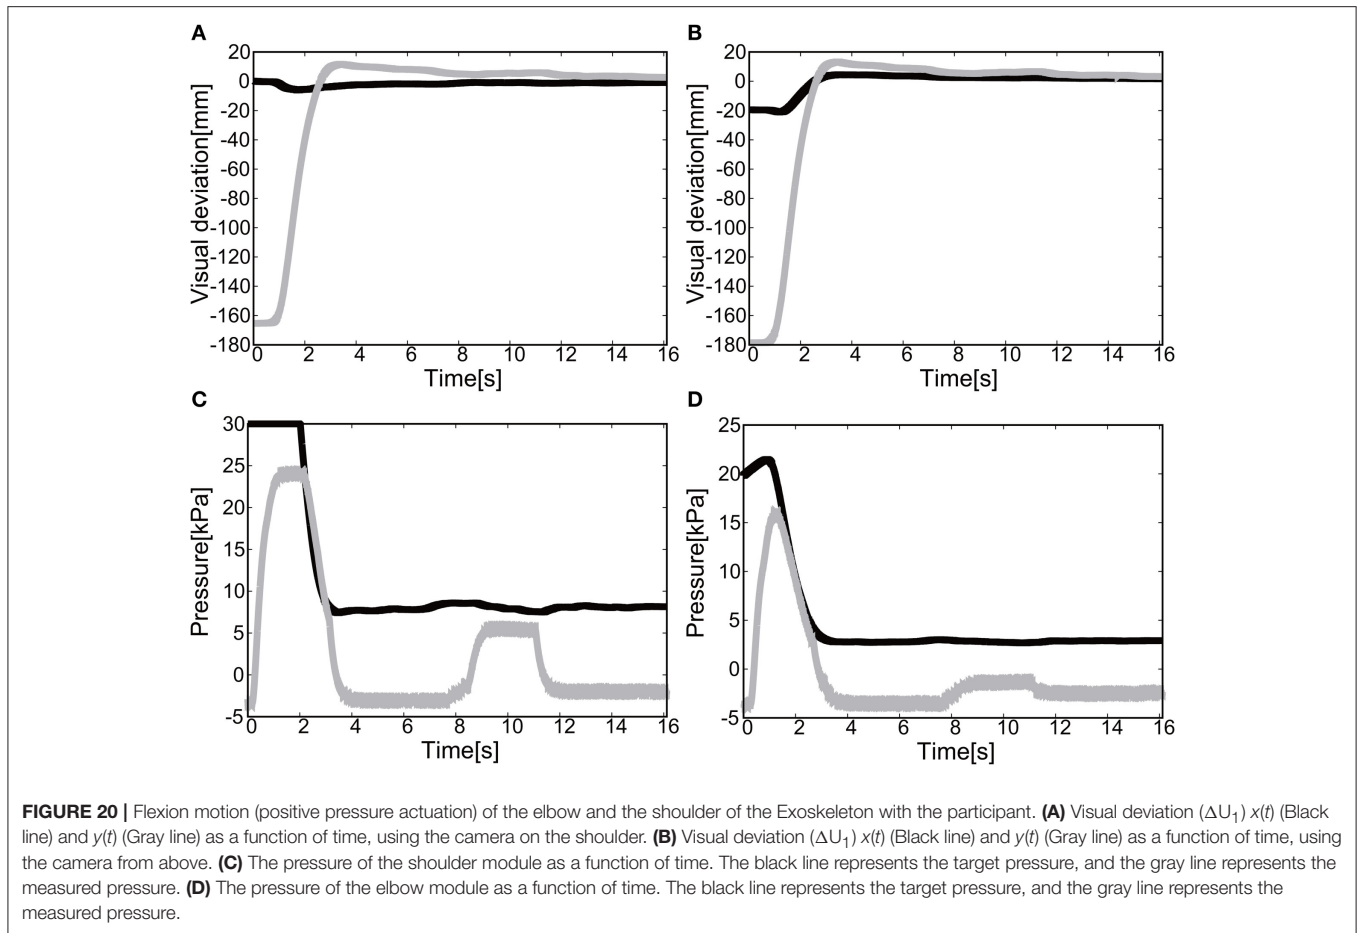 A
20
0
-20
-40
-60
-80
-100
-120
-140
-160
-180
0 2 4 6 8 10 12 14 16
Visual deviation[mm]
Time[s]
B
20
0
-20
-40
-60
-80
-100
-120
-140
-160
-180
0 2 4 6 8 10 12 14 16
Visual deviation[mm]
Time[s]
C
30
25
20
15
10
5
0
-5
0 2 4 6 8 10 12 14 16
Pressure[kPa]
Time[s]
D
25
20
15
10
5
0
-5
0 2 4 6 8 10 12 14 16
Pressure[kPa]
Time[s]
FIGURE 20 | Flexion motion (positive pressure actuation) of the elbow and the shoulder of the Exoskeleton with the participant. (A) Visual deviation (ΔU₁) x(t) (Black
line) and y(t) (Gray line) as a function of time, using the camera on the shoulder. (B) Visual deviation (ΔU₁) x(t) (Black line) and y(t) (Gray line) as a function of time, using
the camera from above. (C) The pressure of the shoulder module as a function of time. The black line represents the target pressure, and the gray line represents the
measured pressure. (D) The pressure of the elbow module as a function of time. The black line represents the target pressure, and the gray line represents the
measured pressure.